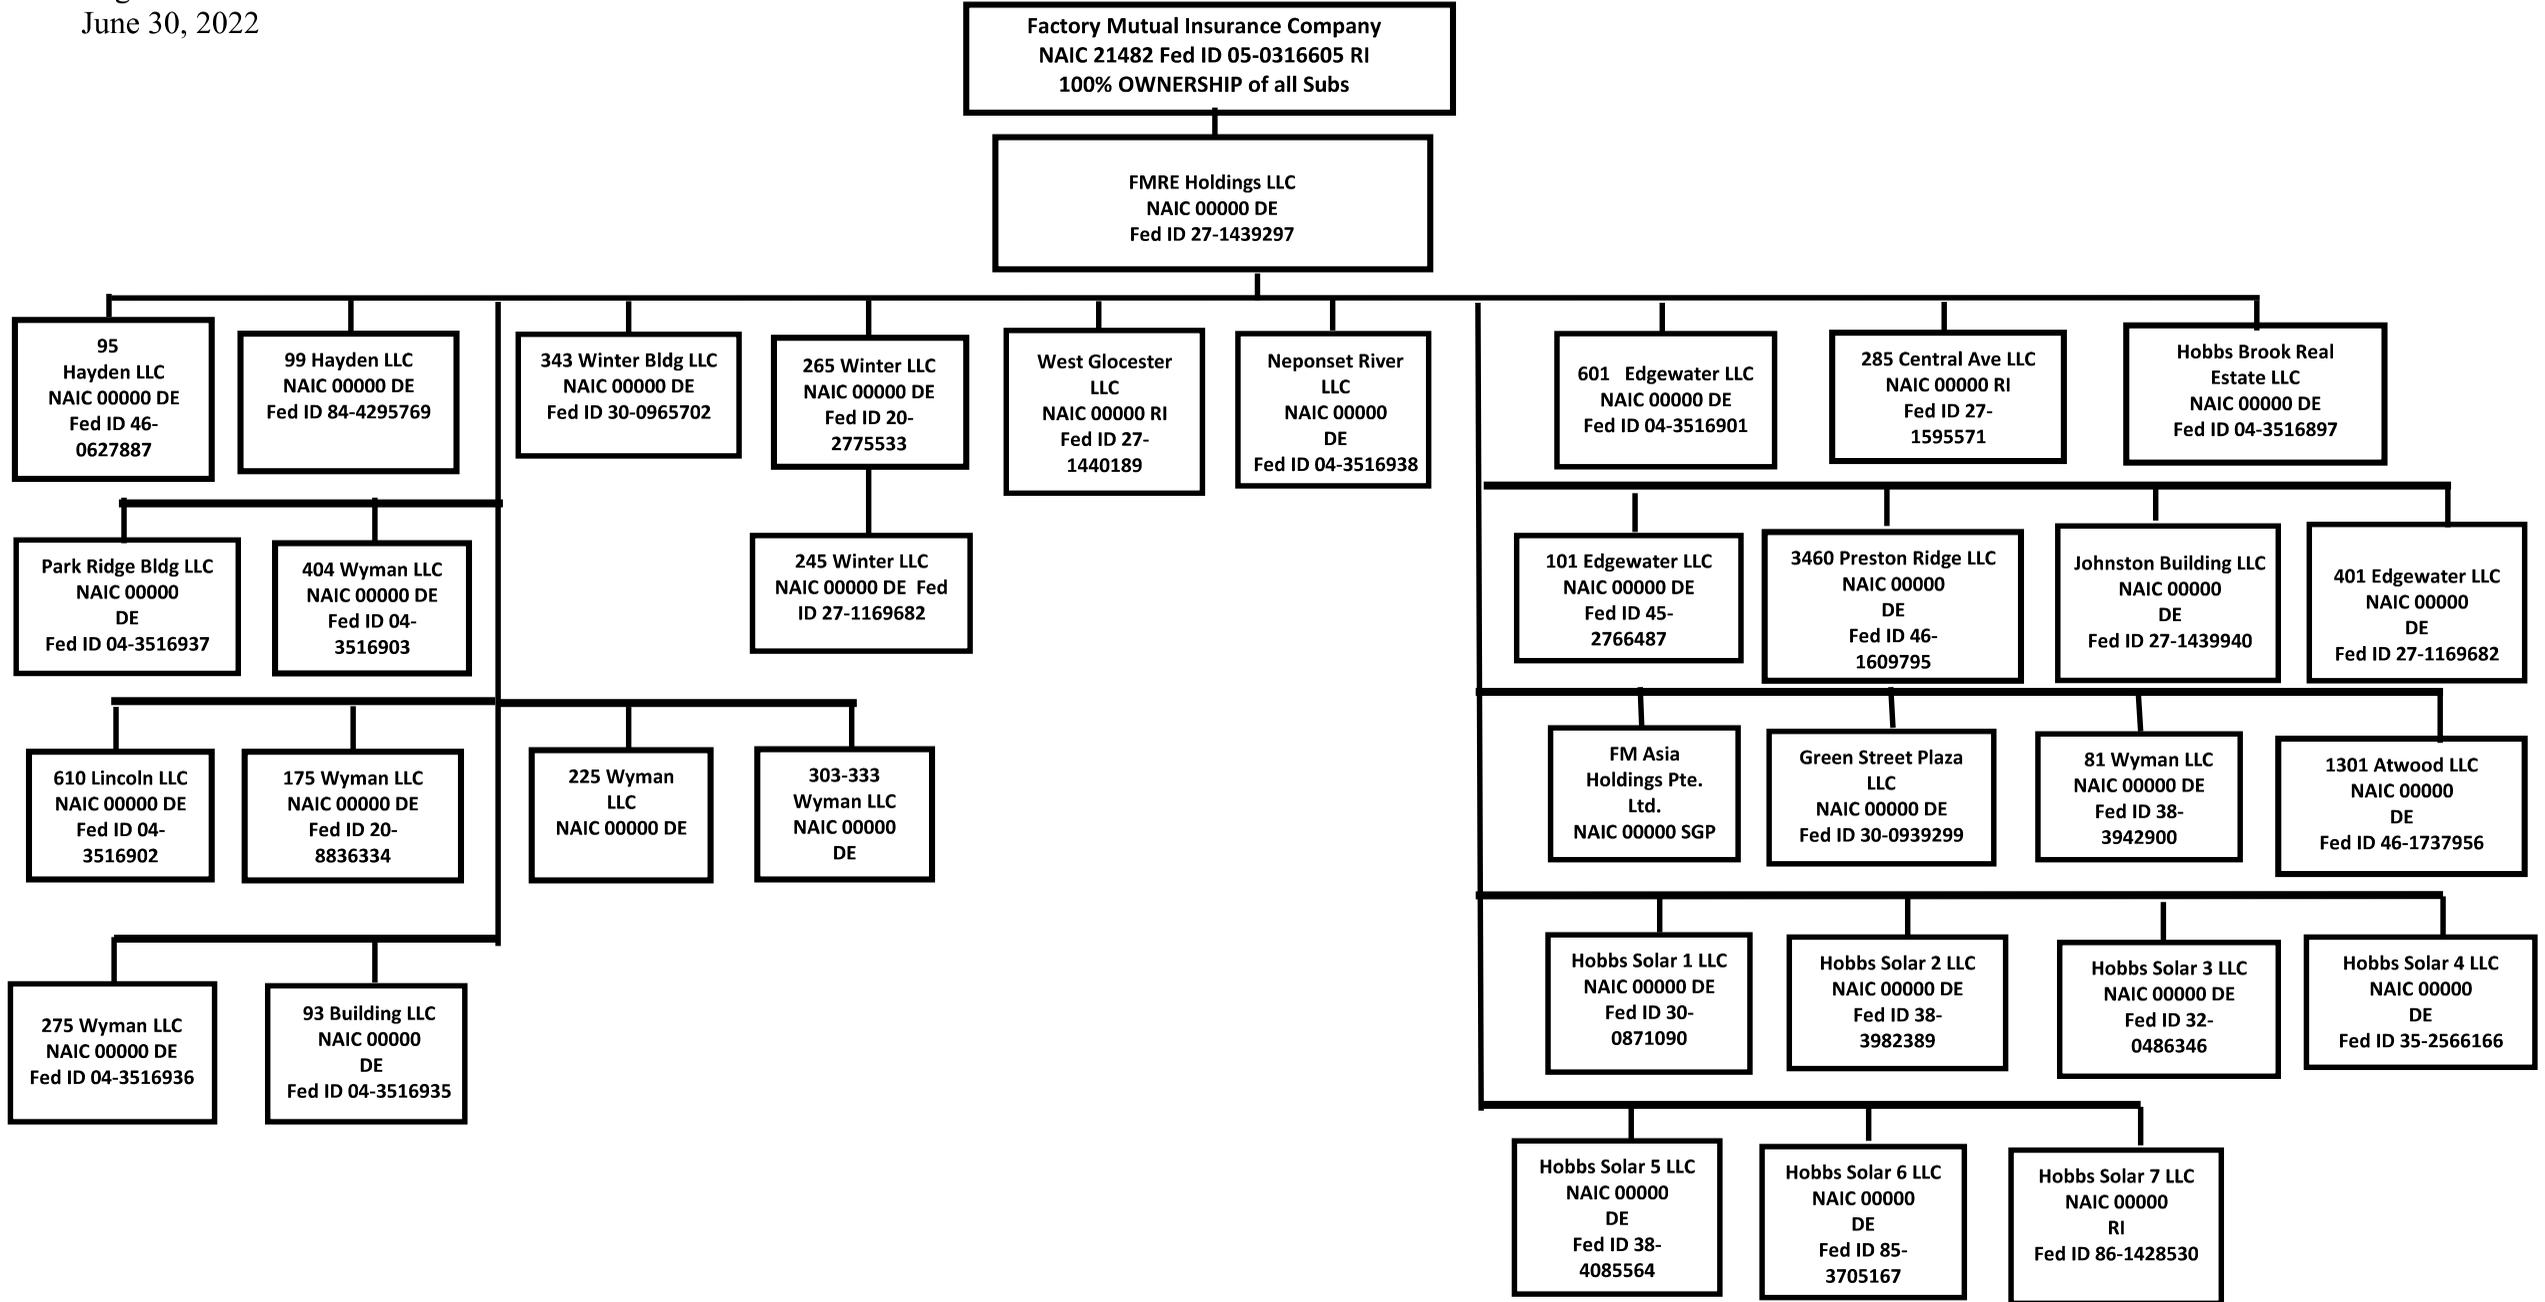 June 30, 2022
Factory Mutual Insurance Company
NAIC 21482 Fed ID 05-0316605 RI
100% OWNERSHIP of all Subs
FMRE Holdings LLC
NAIC 00000 DE
Fed ID 27-1439297
95
Hayden LLC
NAIC 00000 DE
Fed ID 46-
0627887
99 Hayden LLC
NAIC 00000 DE
Fed ID 84-4295769
343 Winter Bldg LLC
NAIC 00000 DE
Fed ID 30-0965702
265 Winter LLC
NAIC 00000 DE
Fed ID 20-
2775533
West Glocester
LLC
NAIC 00000 RI
Fed ID 27-
1440189
Neponset River
LLC
NAIC 00000
DE
Fed ID 04-3516938
601 Edgewater LLC
NAIC 00000 DE
Fed ID 04-3516901
285 Central Ave LLC
NAIC 00000 RI
Fed ID 27-
1595571
Hobbs Brook Real
Estate LLC
NAIC 00000 DE
Fed ID 04-3516897
Park Ridge Bldg LLC
NAIC 00000
DE
Fed ID 04-3516937
404 Wyman LLC
NAIC 00000 DE
Fed ID 04-
3516903
245 Winter LLC
NAIC 00000 DE Fed
ID 27-1169682
101 Edgewater LLC
NAIC 00000 DE
Fed ID 45-
2766487
3460 Preston Ridge LLC
NAIC 00000
DE
Fed ID 46-
1609795
Johnston Building LLC
NAIC 00000
DE
Fed ID 27-1439940
401 Edgewater LLC
NAIC 00000
DE
Fed ID 27-1169682
610 Lincoln LLC
NAIC 00000 DE
Fed ID 04-
3516902
175 Wyman LLC
NAIC 00000 DE
Fed ID 20-
8836334
225 Wyman
LLC
NAIC 00000 DE
303-333
Wyman LLC
NAIC 00000
DE
FM Asia
Holdings Pte.
Ltd.
NAIC 00000 SGP
Green Street Plaza
LLC
NAIC 00000 DE
Fed ID 30-0939299
81 Wyman LLC
NAIC 00000 DE
Fed ID 38-
3942900
1301 Atwood LLC
NAIC 00000
DE
Fed ID 46-1737956
275 Wyman LLC
NAIC 00000 DE
Fed ID 04-3516936
93 Building LLC
NAIC 00000
DE
Fed ID 04-3516935
Hobbs Solar 1 LLC
NAIC 00000 DE
Fed ID 30-
0871090
Hobbs Solar 2 LLC
NAIC 00000 DE
Fed ID 38-
3982389
Hobbs Solar 3 LLC
NAIC 00000 DE
Fed ID 32-
0486346
Hobbs Solar 4 LLC
NAIC 00000
DE
Fed ID 35-2566166
Hobbs Solar 5 LLC
NAIC 00000
DE
Fed ID 38-
4085564
Hobbs Solar 6 LLC
NAIC 00000
DE
Fed ID 85-
3705167
Hobbs Solar 7 LLC
NAIC 00000
RI
Fed ID 86-1428530